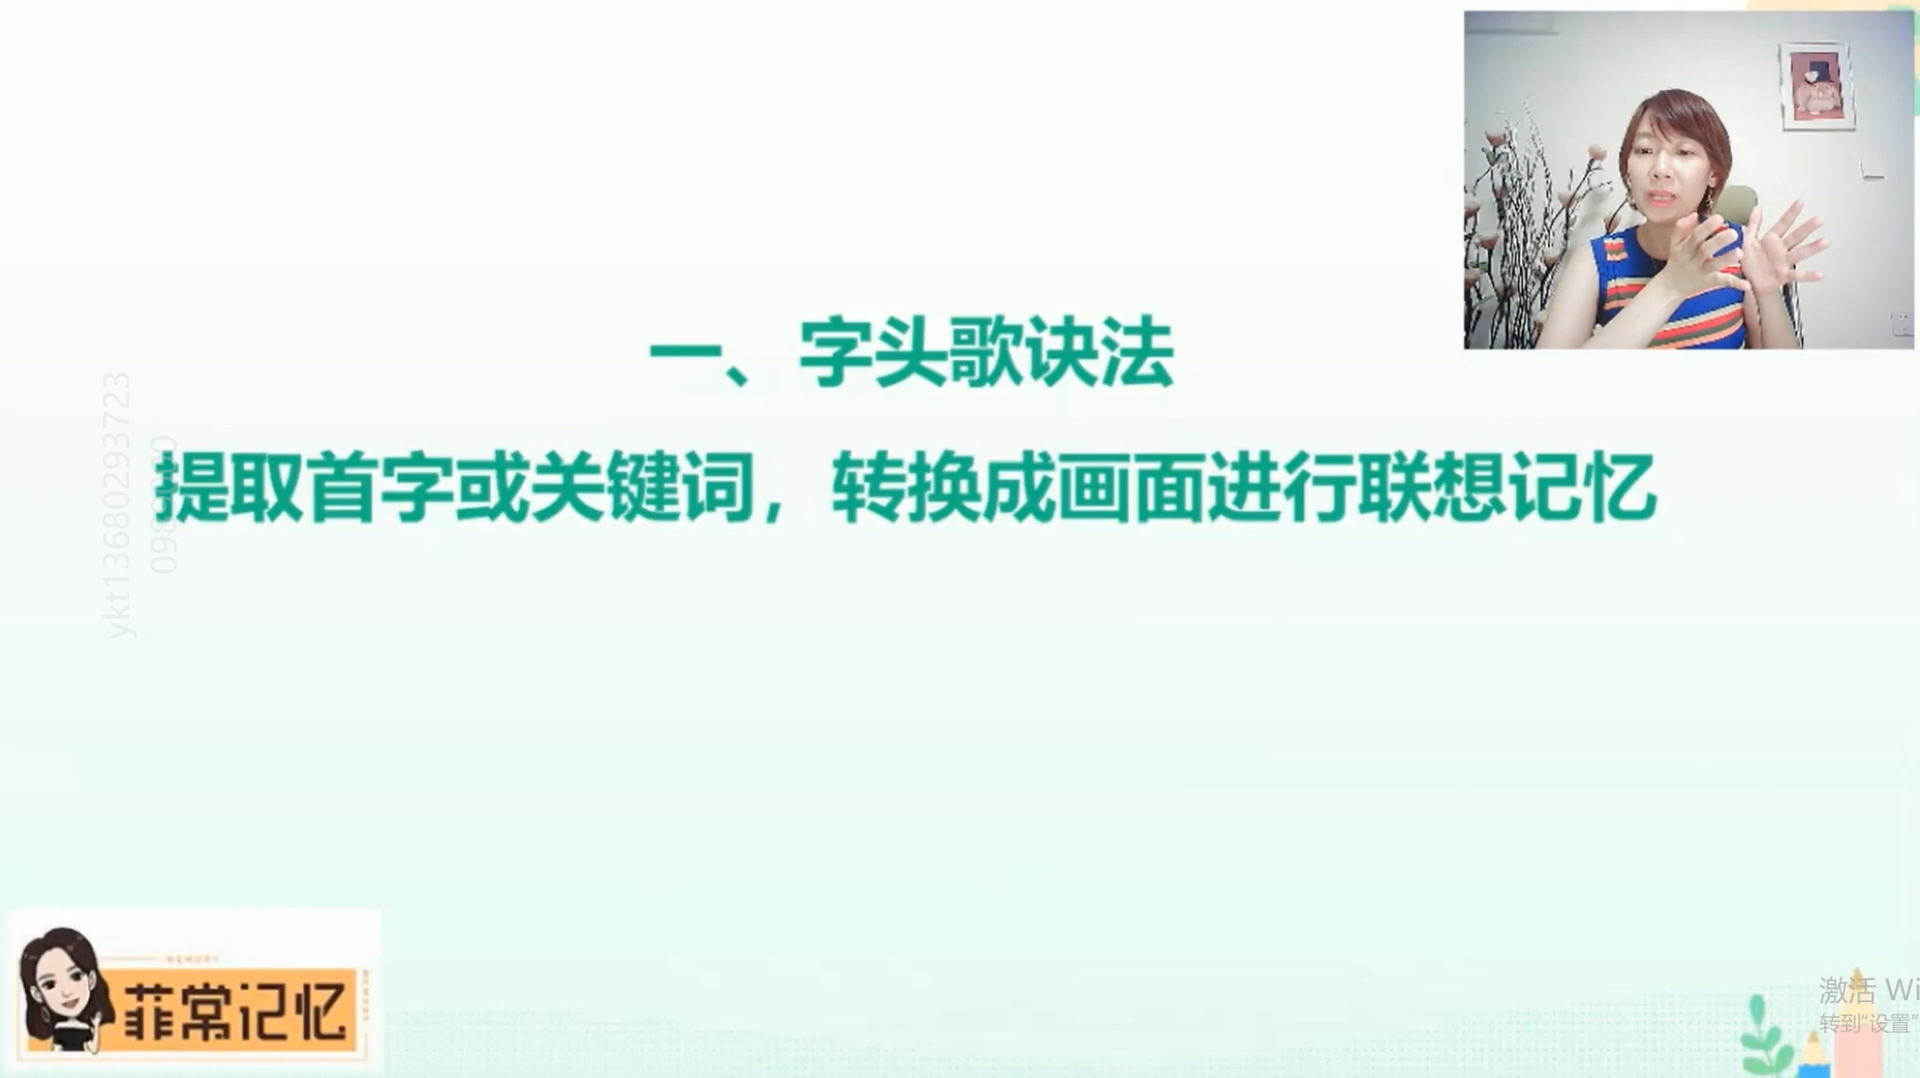 一、字头歌诀法
提取首字或关键词，转换成画面进行联想记忆
ykt13680293723
菲常记忆
激活 Wi
转到"设置"